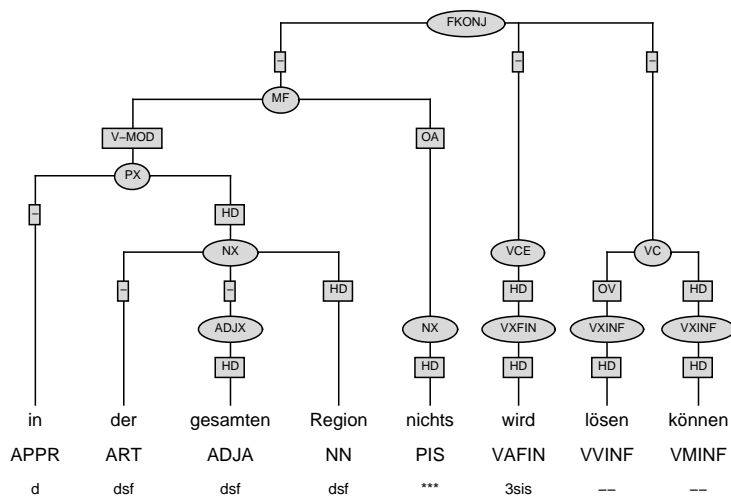 FKONJ
– – –
MF
V–MOD OA
PX
– HD
NX VCE VC
– – HD HD OV HD
ADJX NX VXFIN VXINF VXINF
HD HD HD HD HD
in der gesamten Region nichts wird lösen können
APPR ART ADJA NN PIS VAFIN VVINF VMINF
d dsf dsf dsf *** 3sis –– ––